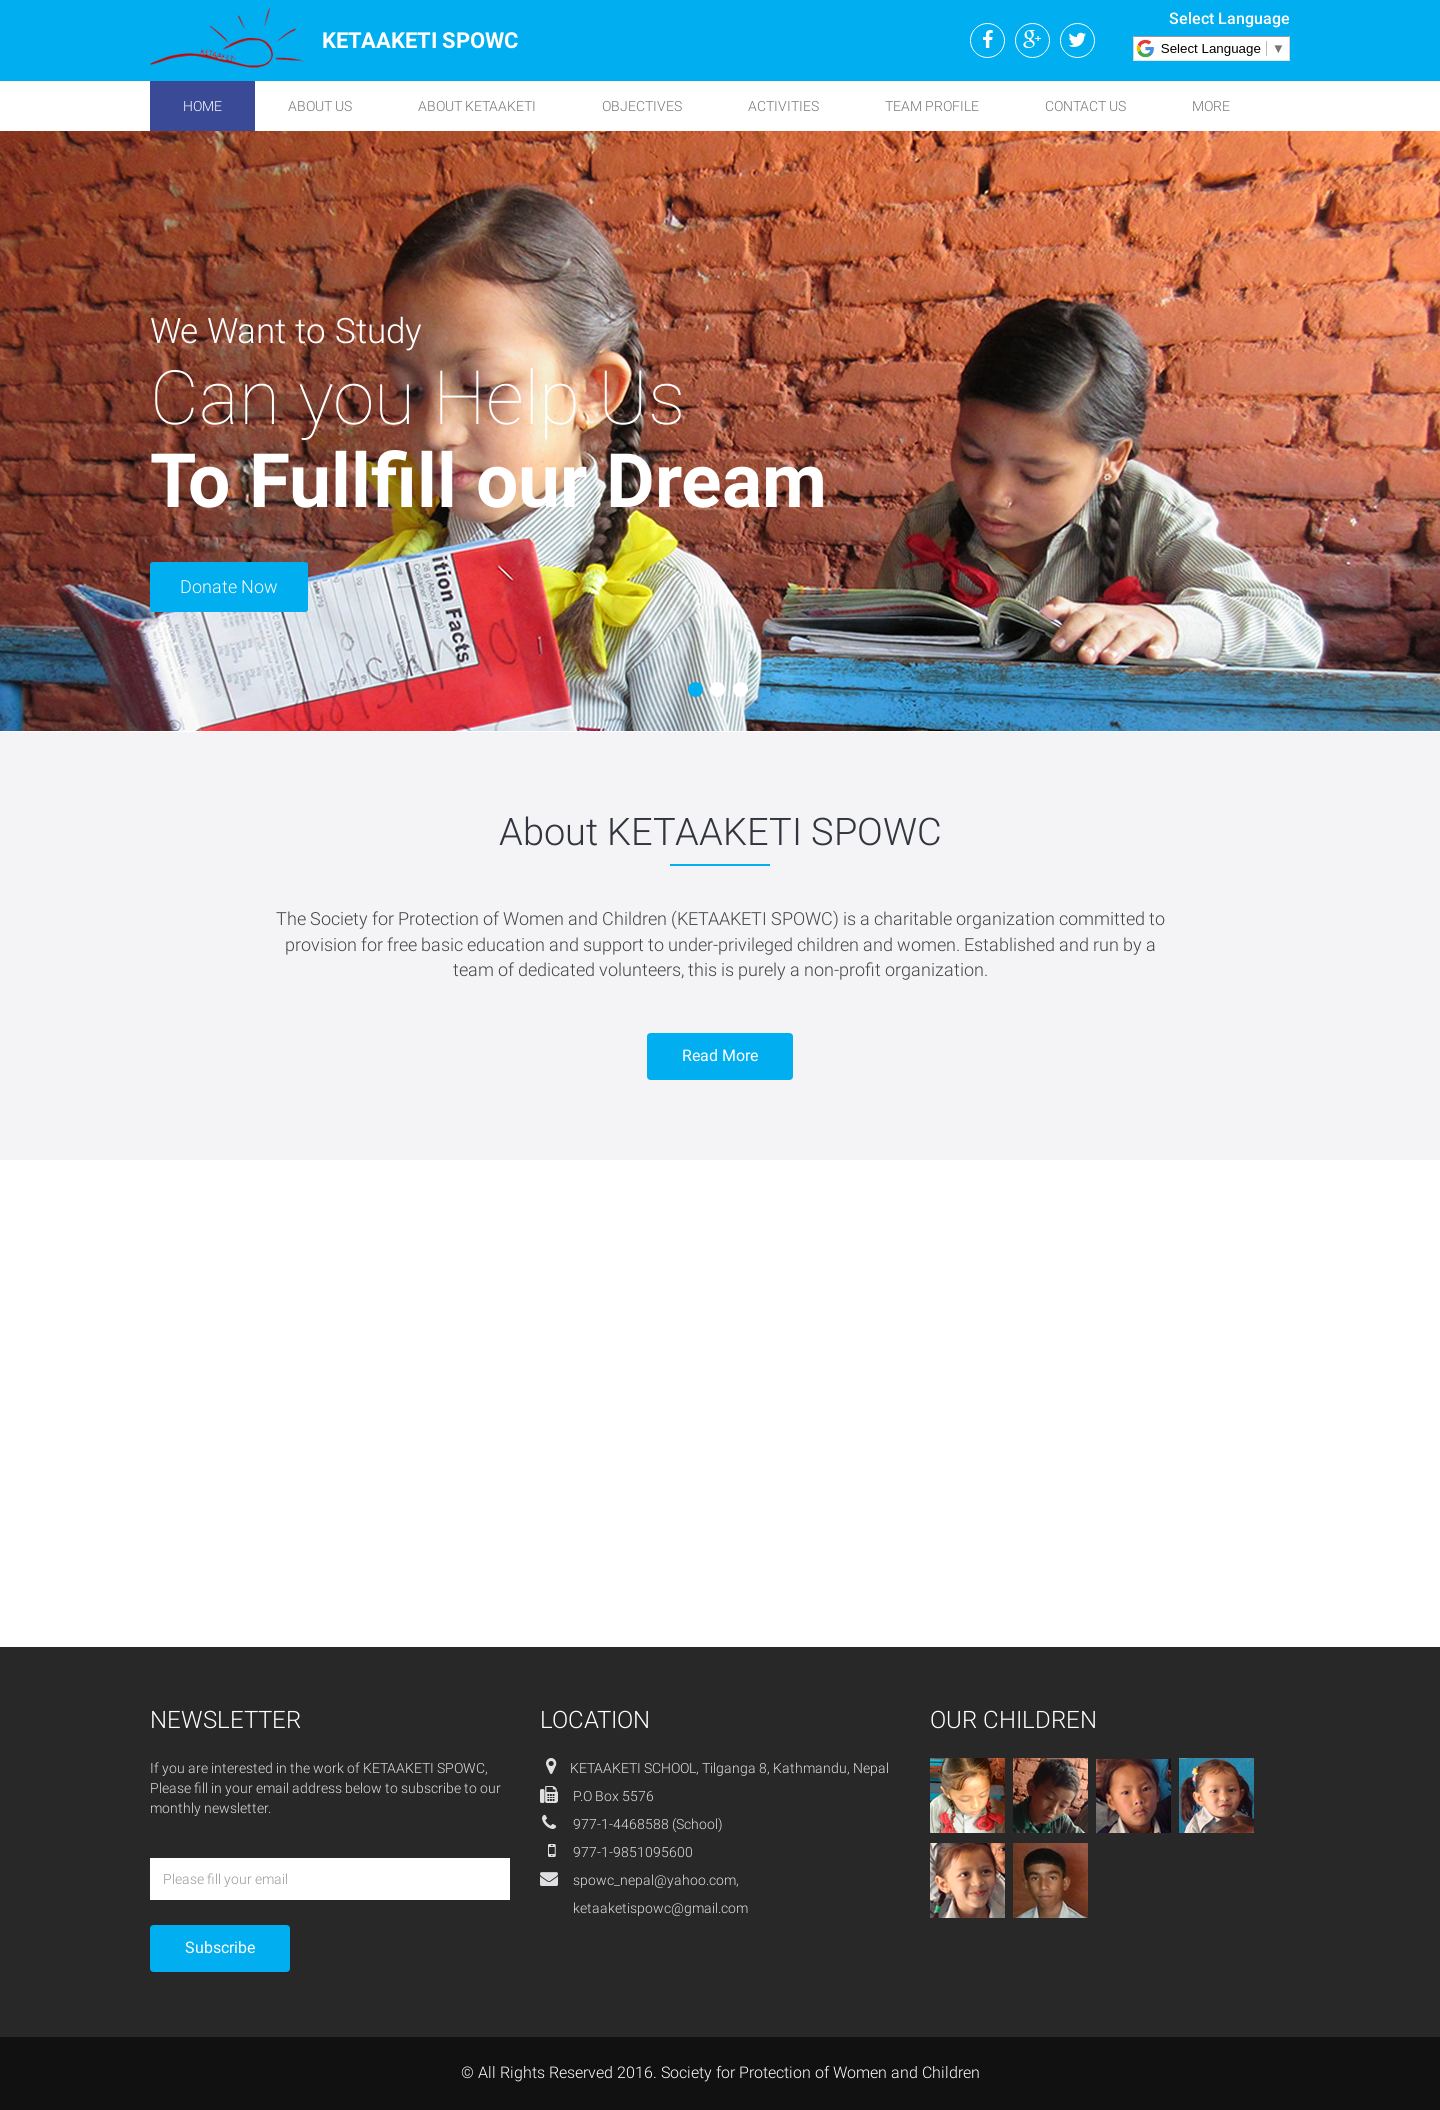 KETAAKETI SPOWC
Select Language
Select Language ▼
HOME ABOUT US ABOUT KETAAKETI OBJECTIVES ACTIVITIES TEAM PROFILE CONTACT US MORE
We Want to Study
Can you Help Us
To Fullfill our Dream
Donate Now
ition Facts
About KETAAKETI SPOWC
The Society for Protection of Women and Children (KETAAKETI SPOWC) is a charitable organization committed to
provision for free basic education and support to under-privileged children and women. Established and run by a
team of dedicated volunteers, this is purely a non-profit organization.
Read More
NEWSLETTER
If you are interested in the work of KETAAKETI SPOWC,
Please fill in your email address below to subscribe to our
monthly newsletter.
Please fill your email
Subscribe
LOCATION
KETAAKETI SCHOOL, Tilganga 8, Kathmandu, Nepal
P.O Box 5576
977-1-4468588 (School)
977-1-9851095600
spowc_nepal@yahoo.com,
ketaaketispowc@gmail.com
OUR CHILDREN
© All Rights Reserved 2016. Society for Protection of Women and Children